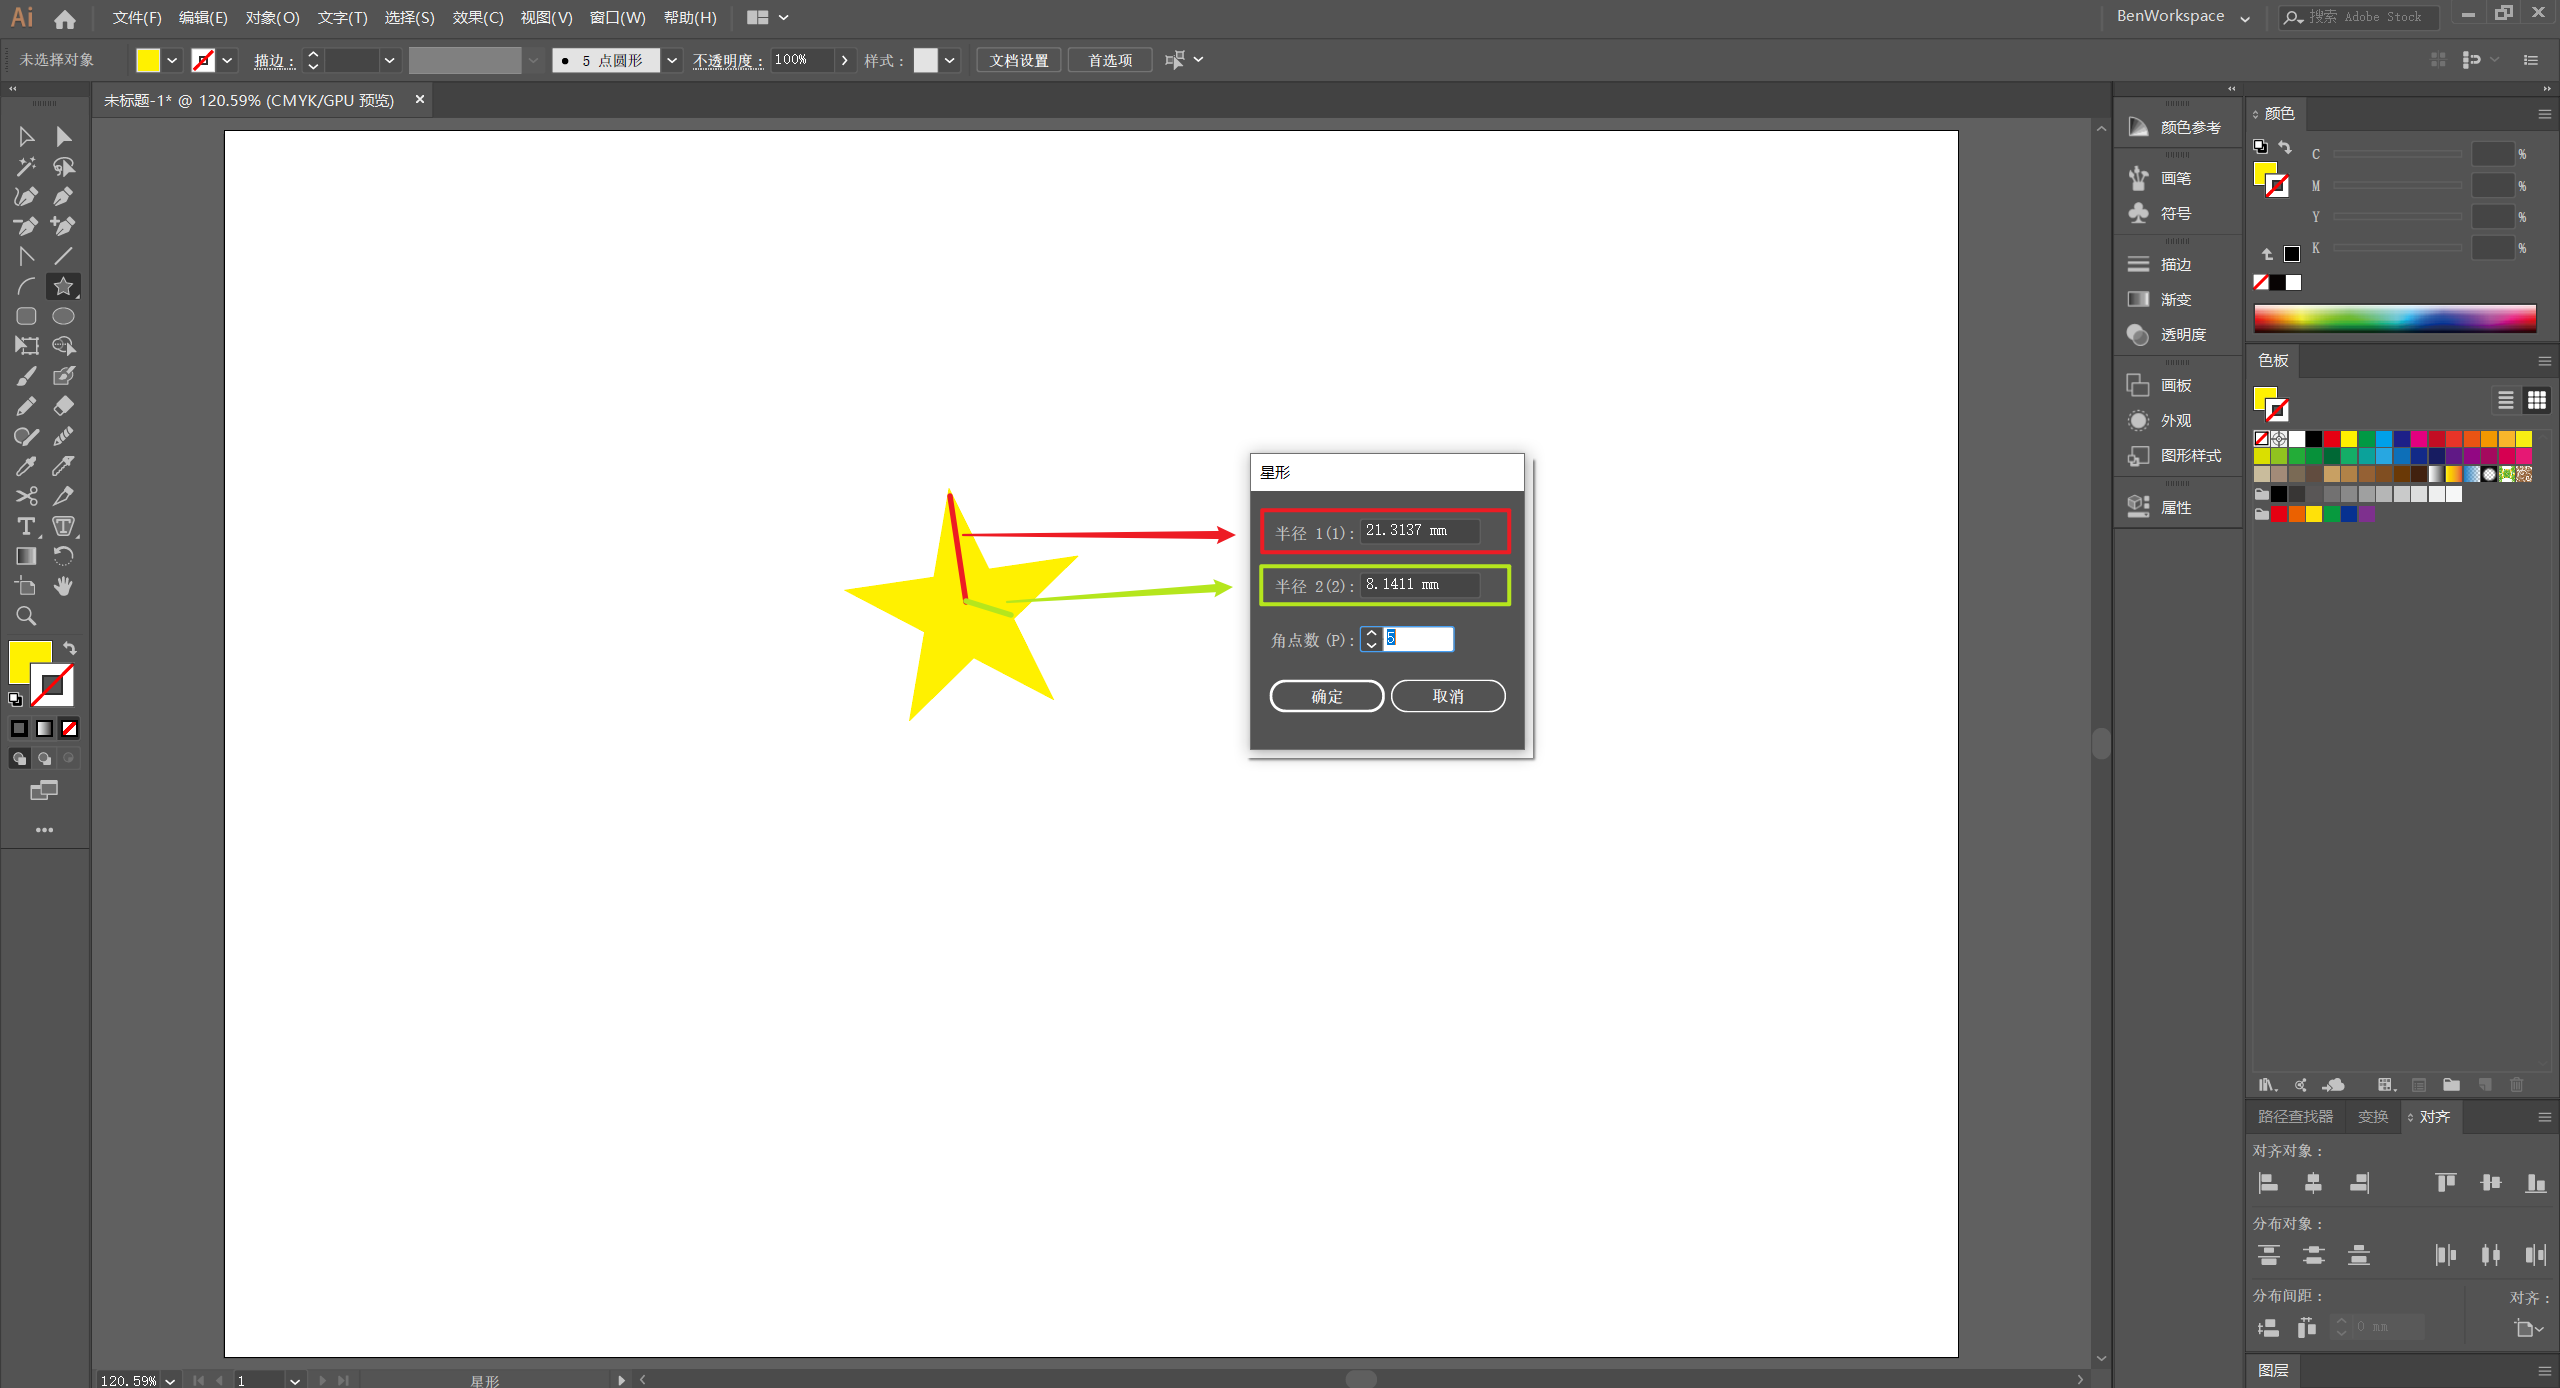 Ai 文件(F) 编辑(E) 对象(O) 文字(T) 选择(S) 效果(C) 视图(V) 窗口(W) 帮助(H) BenWorkspace 搜索 Adobe Stock
未选择对象 描边: 5 点圆形 不透明度: 100% 样式: 文档设置 首选项
未标题-1* @ 120.59% (CMYK/GPU 预览)
星形
半径 1(1): 21.3137 mm
半径 2(2): 8.1411 mm
角点数(P): 5
确定 取消
颜色参考
画笔
符号
描边
渐变
透明度
画板
外观
图形样式
属性
颜色
C %
M %
Y %
K %
色板
路径查找器 变换 对齐
对齐对象:
分布对象:
分布间距: 对齐:
0 mm
图层
120.59% 1 星形